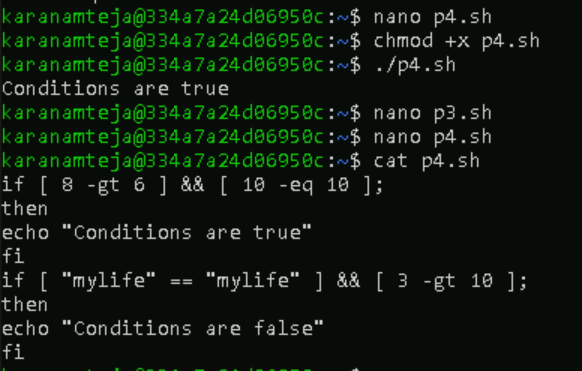 karanamteja@334a7a24d06950c:~$ nano p4.sh
karanamteja@334a7a24d06950c:~$ chmod +x p4.sh
karanamteja@334a7a24d06950c:~$ ./p4.sh
Conditions are true
karanamteja@334a7a24d06950c:~$ nano p3.sh
karanamteja@334a7a24d06950c:~$ nano p4.sh
karanamteja@334a7a24d06950c:~$ cat p4.sh
if [ 8 -gt 6 ] && [ 10 -eq 10 ];
then
echo "Conditions are true"
fi
if [ "mylife" == "mylife" ] && [ 3 -gt 10 ];
then
echo "Conditions are false"
fi